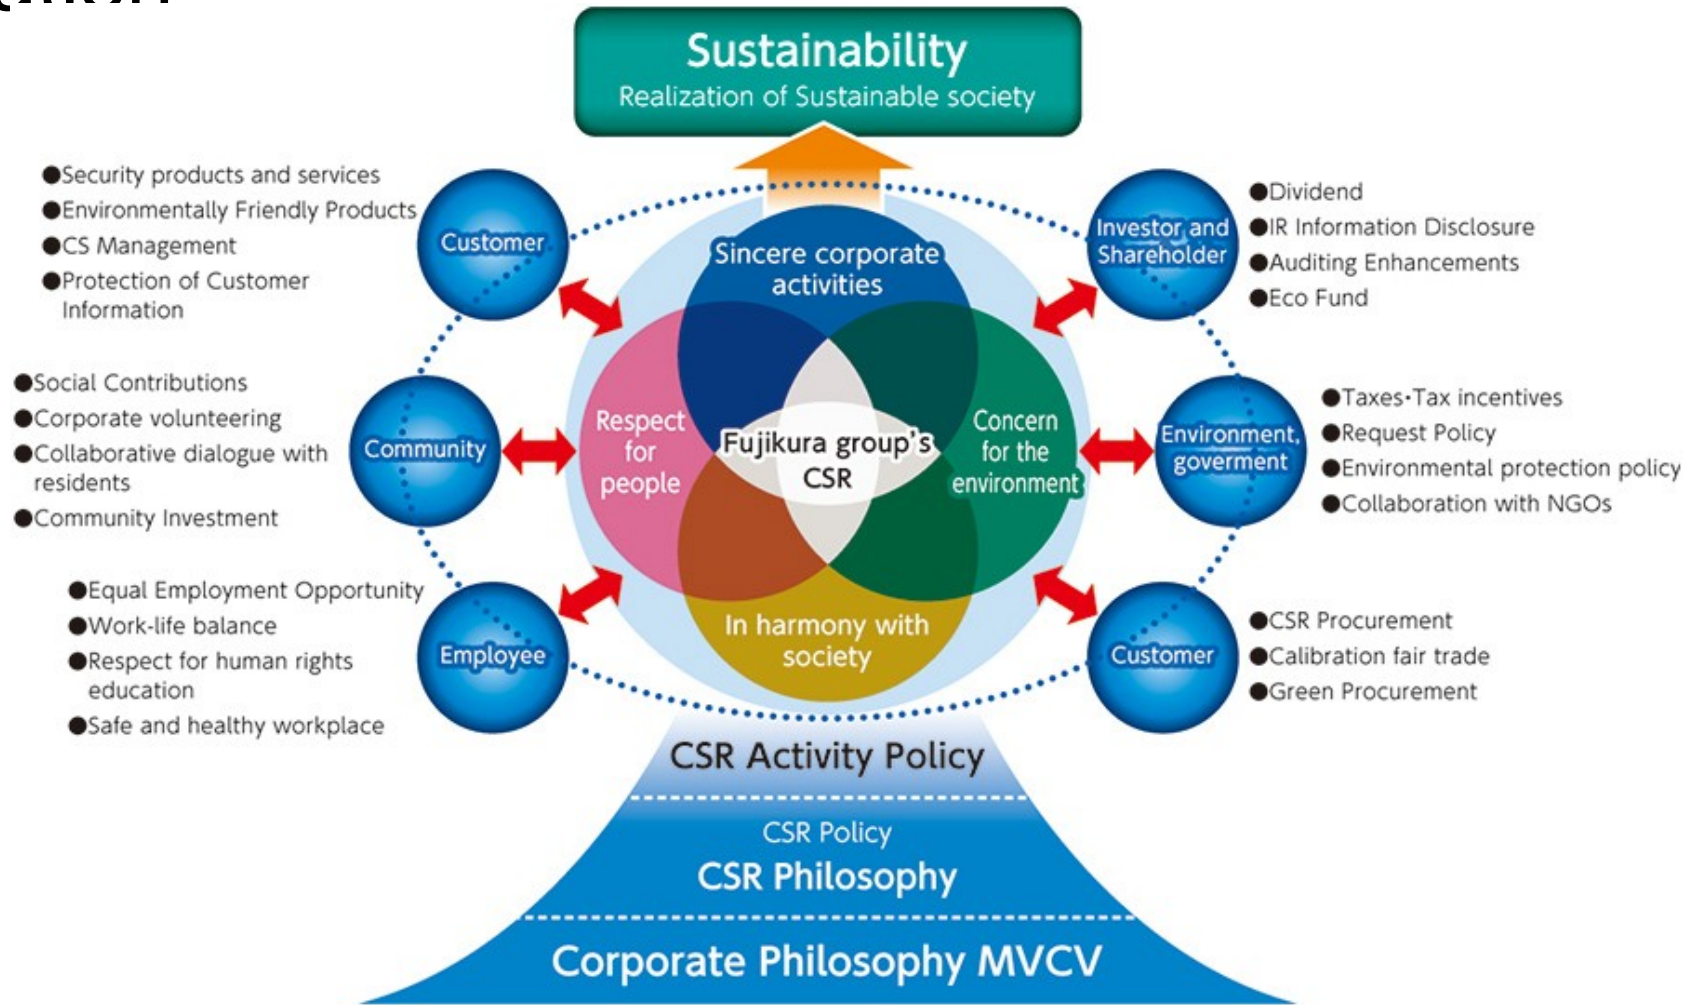 Sustainability
Realization of Sustainable society
●Security products and services
●Environmentally Friendly Products
●CS Management
●Protection of Customer
Information
Customer
Investor and
Shareholder
●Dividend
●IR Information Disclosure
●Auditing Enhancements
●Eco Fund
Sincere corporate
activities
●Social Contributions
●Corporate volunteering
●Collaborative dialogue with
residents
●Community Investment
Community
Respect
for
people
Fujikura group's
CSR
Concern
for the
environment
Environment,
goverment
●Taxes・Tax incentives
●Request Policy
●Environmental protection policy
●Collaboration with NGOs
●Equal Employment Opportunity
●Work-life balance
●Respect for human rights
education
●Safe and healthy workplace
Employee
In harmony with
society
Customer
●CSR Procurement
●Calibration fair trade
●Green Procurement
CSR Activity Policy
CSR Policy
CSR Philosophy
Corporate Philosophy MVCV